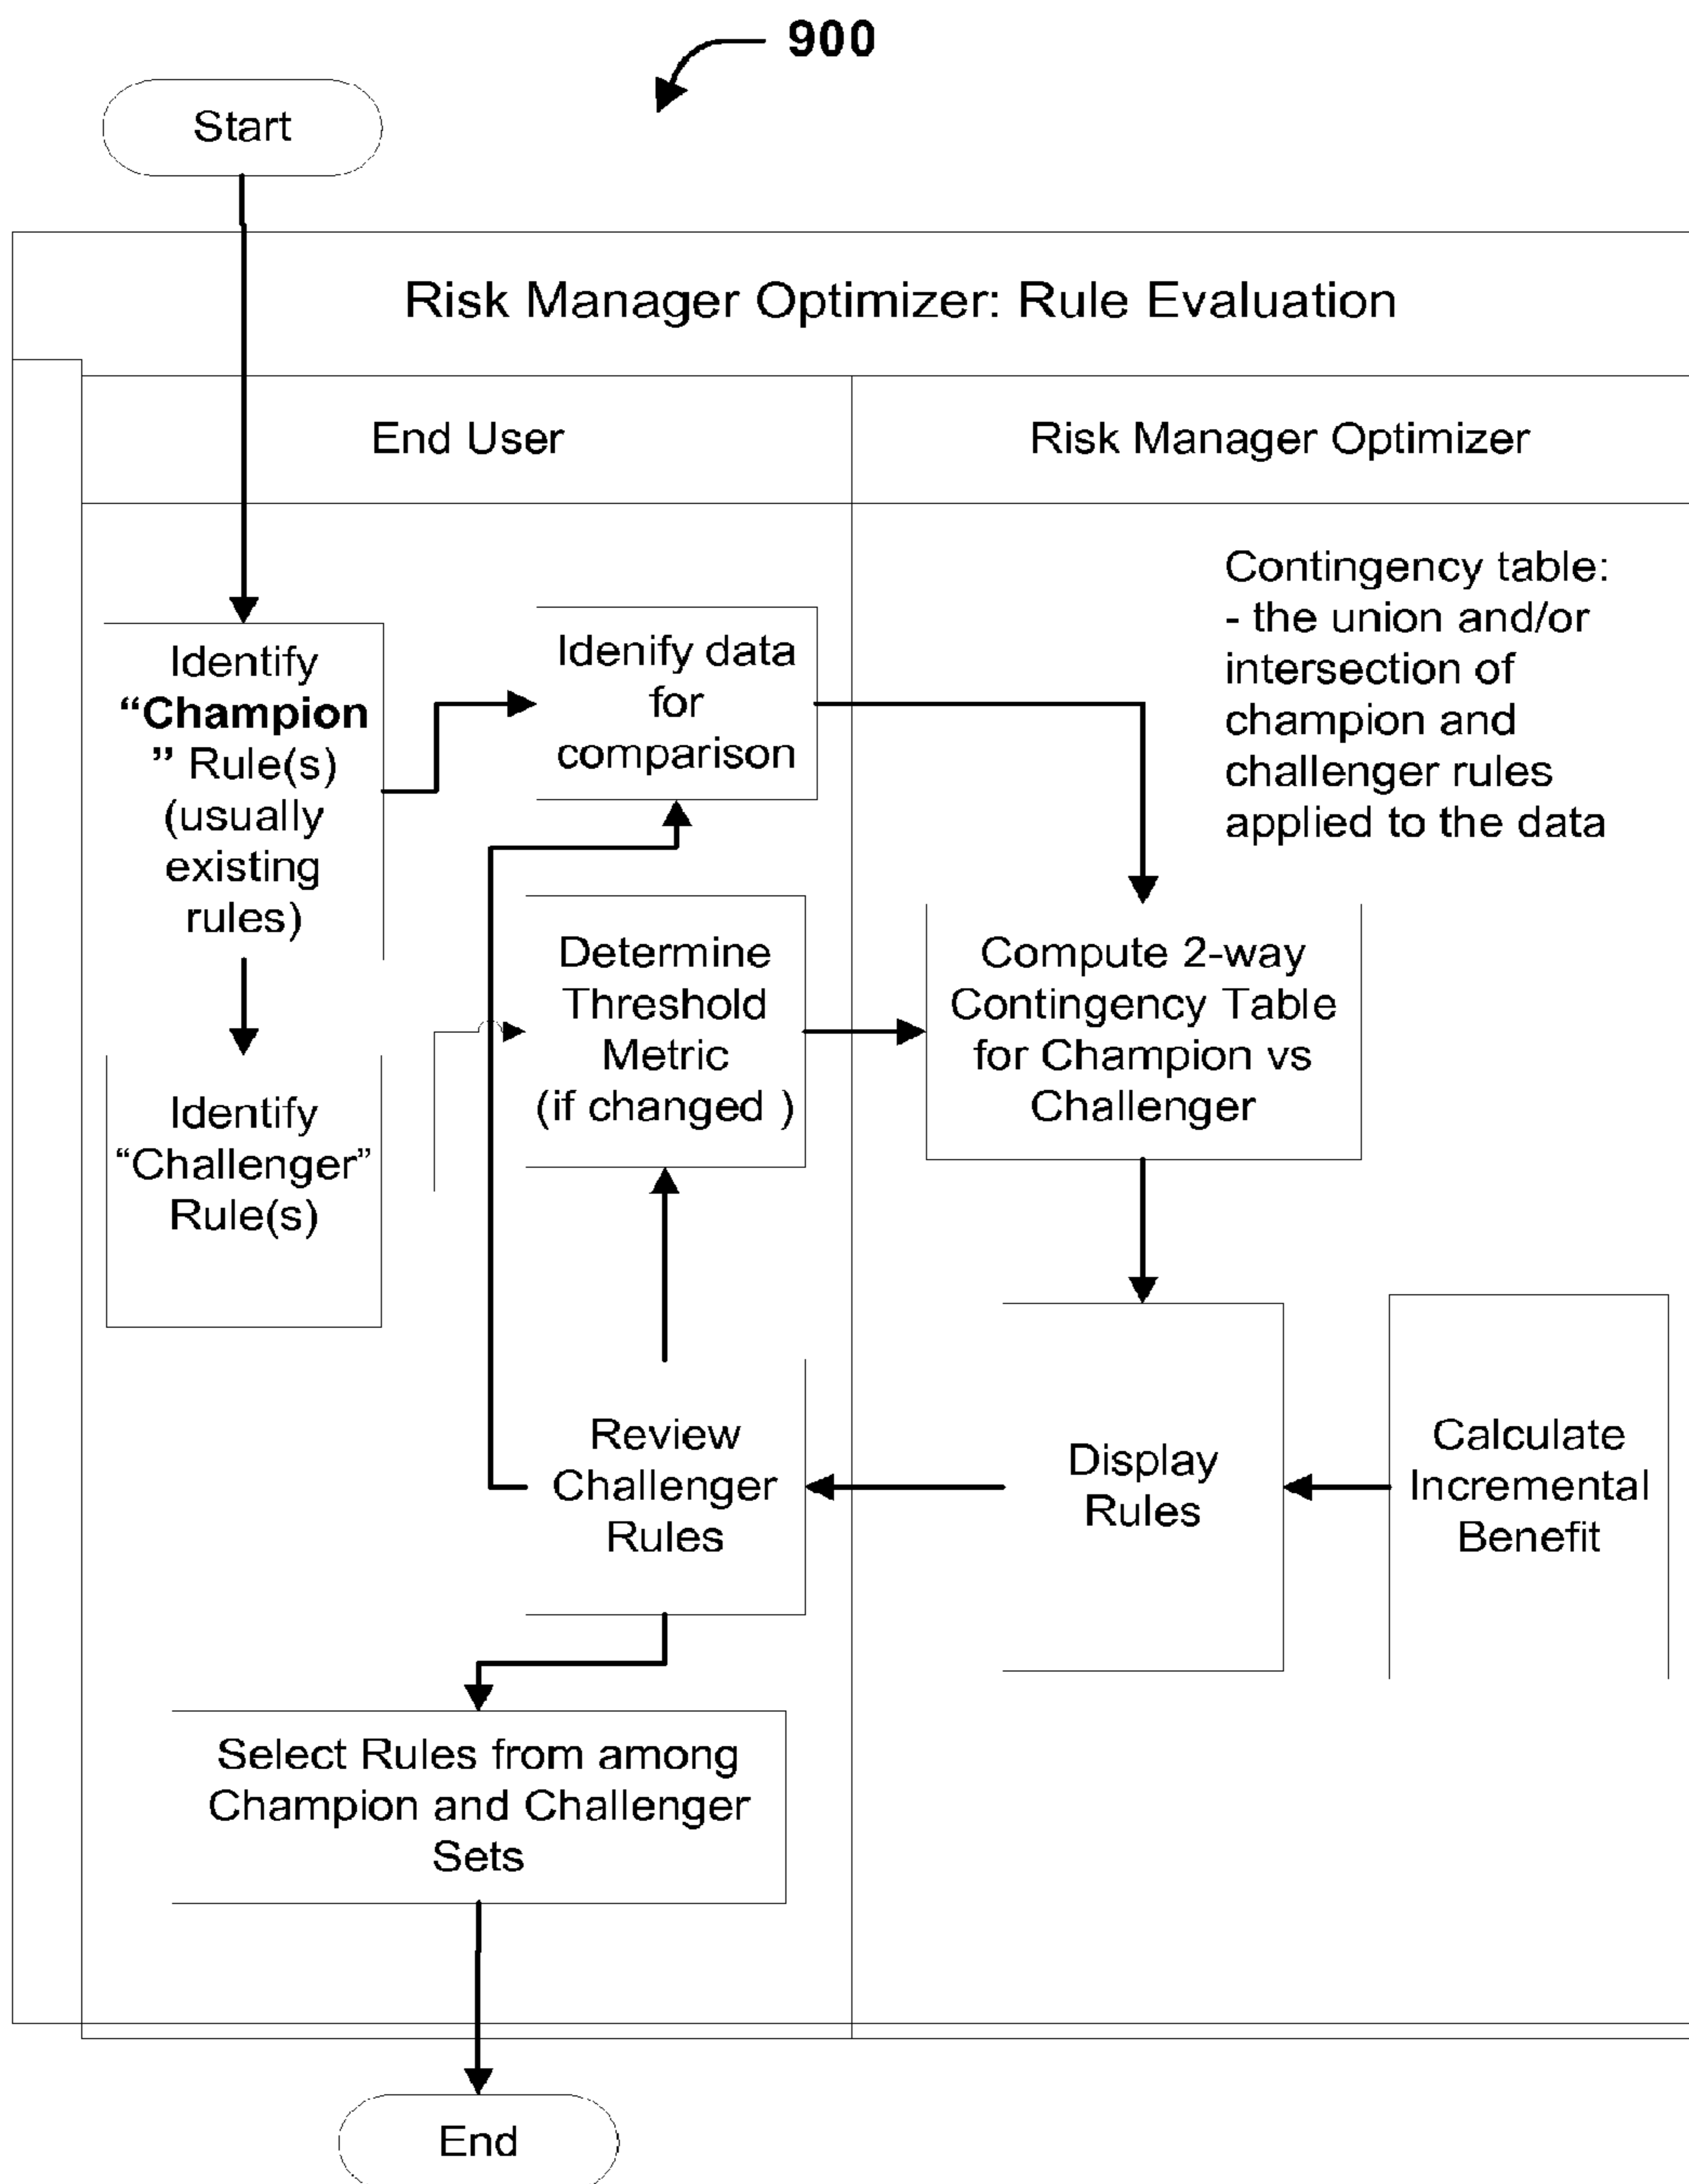 900
Start
Risk Manager Optimizer: Rule Evaluation
End User
Risk Manager Optimizer
Identify
“Champion
” Rule(s)
(usually
existing
rules)
Idenify data
for
comparison
Contingency table:
- the union and/or
intersection of
champion and
challenger rules
applied to the data
Determine
Threshold
Metric
(if changed )
Compute 2-way
Contingency Table
for Champion vs
Challenger
Identify
“Challenger”
Rule(s)
Review
Challenger
Rules
Display
Rules
Calculate
Incremental
Benefit
Select Rules from among
Champion and Challenger
Sets
End